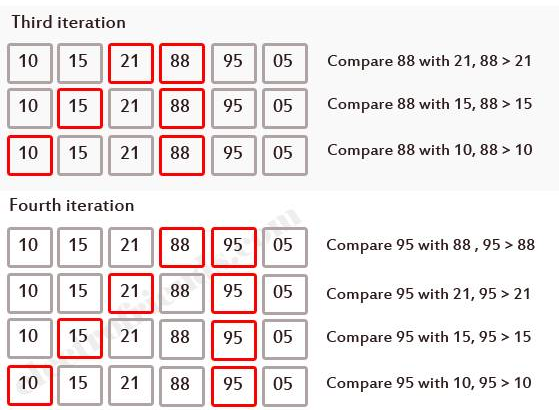 Third iteration
10 15 21 88 95 05 Compare 88 with 21, 88 > 21
10 15 21 88 95 05 Compare 88 with 15, 88 > 15
10 15 21 88 95 05 Compare 88 with 10, 88 > 10
Fourth iteration
10 15 21 88 95 05 Compare 95 with 88 , 95 > 88
10 15 21 88 95 05 Compare 95 with 21, 95 > 21
10 15 21 88 95 05 Compare 95 with 15, 95 > 15
10 15 21 88 95 05 Compare 95 with 10, 95 > 10